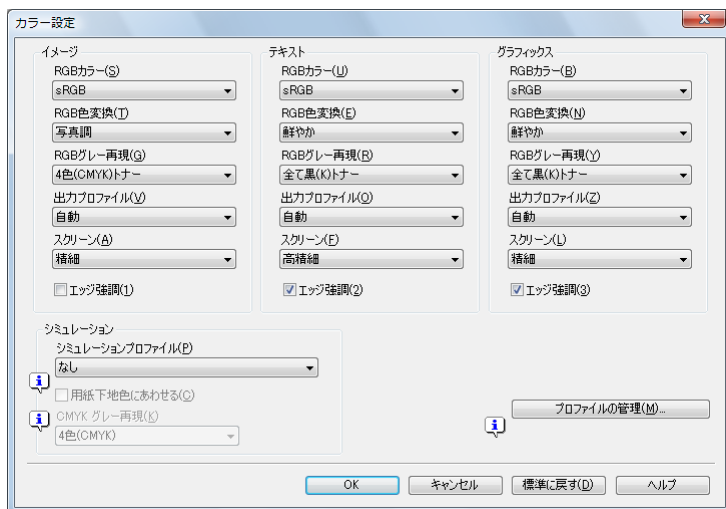 カラー設定
イメージ
RGBカラー(S)
sRGB
RGB色変換(T)
写真調
RGBグレー再現(G)
4色(CMYK)トナー
出力プロファイル(V)
自動
スクリーン(A)
精細
エッジ強調(1)
テキスト
RGBカラー(U)
sRGB
RGB色変換(E)
鮮やか
RGBグレー再現(R)
全て黒(K)トナー
出力プロファイル(O)
自動
スクリーン(F)
高精細
エッジ強調(2)
グラフィックス
RGBカラー(B)
sRGB
RGB色変換(N)
鮮やか
RGBグレー再現(Y)
全て黒(K)トナー
出力プロファイル(Z)
自動
スクリーン(L)
精細
エッジ強調(3)
シミュレーション
シミュレーションプロファイル(P)
なし
用紙下地色にあわせる(C)
CMYK グレー再現(K)
4色(CMYK)
プロファイルの管理(M)...
OK
キャンセル
標準に戻す(D)
ヘルプ